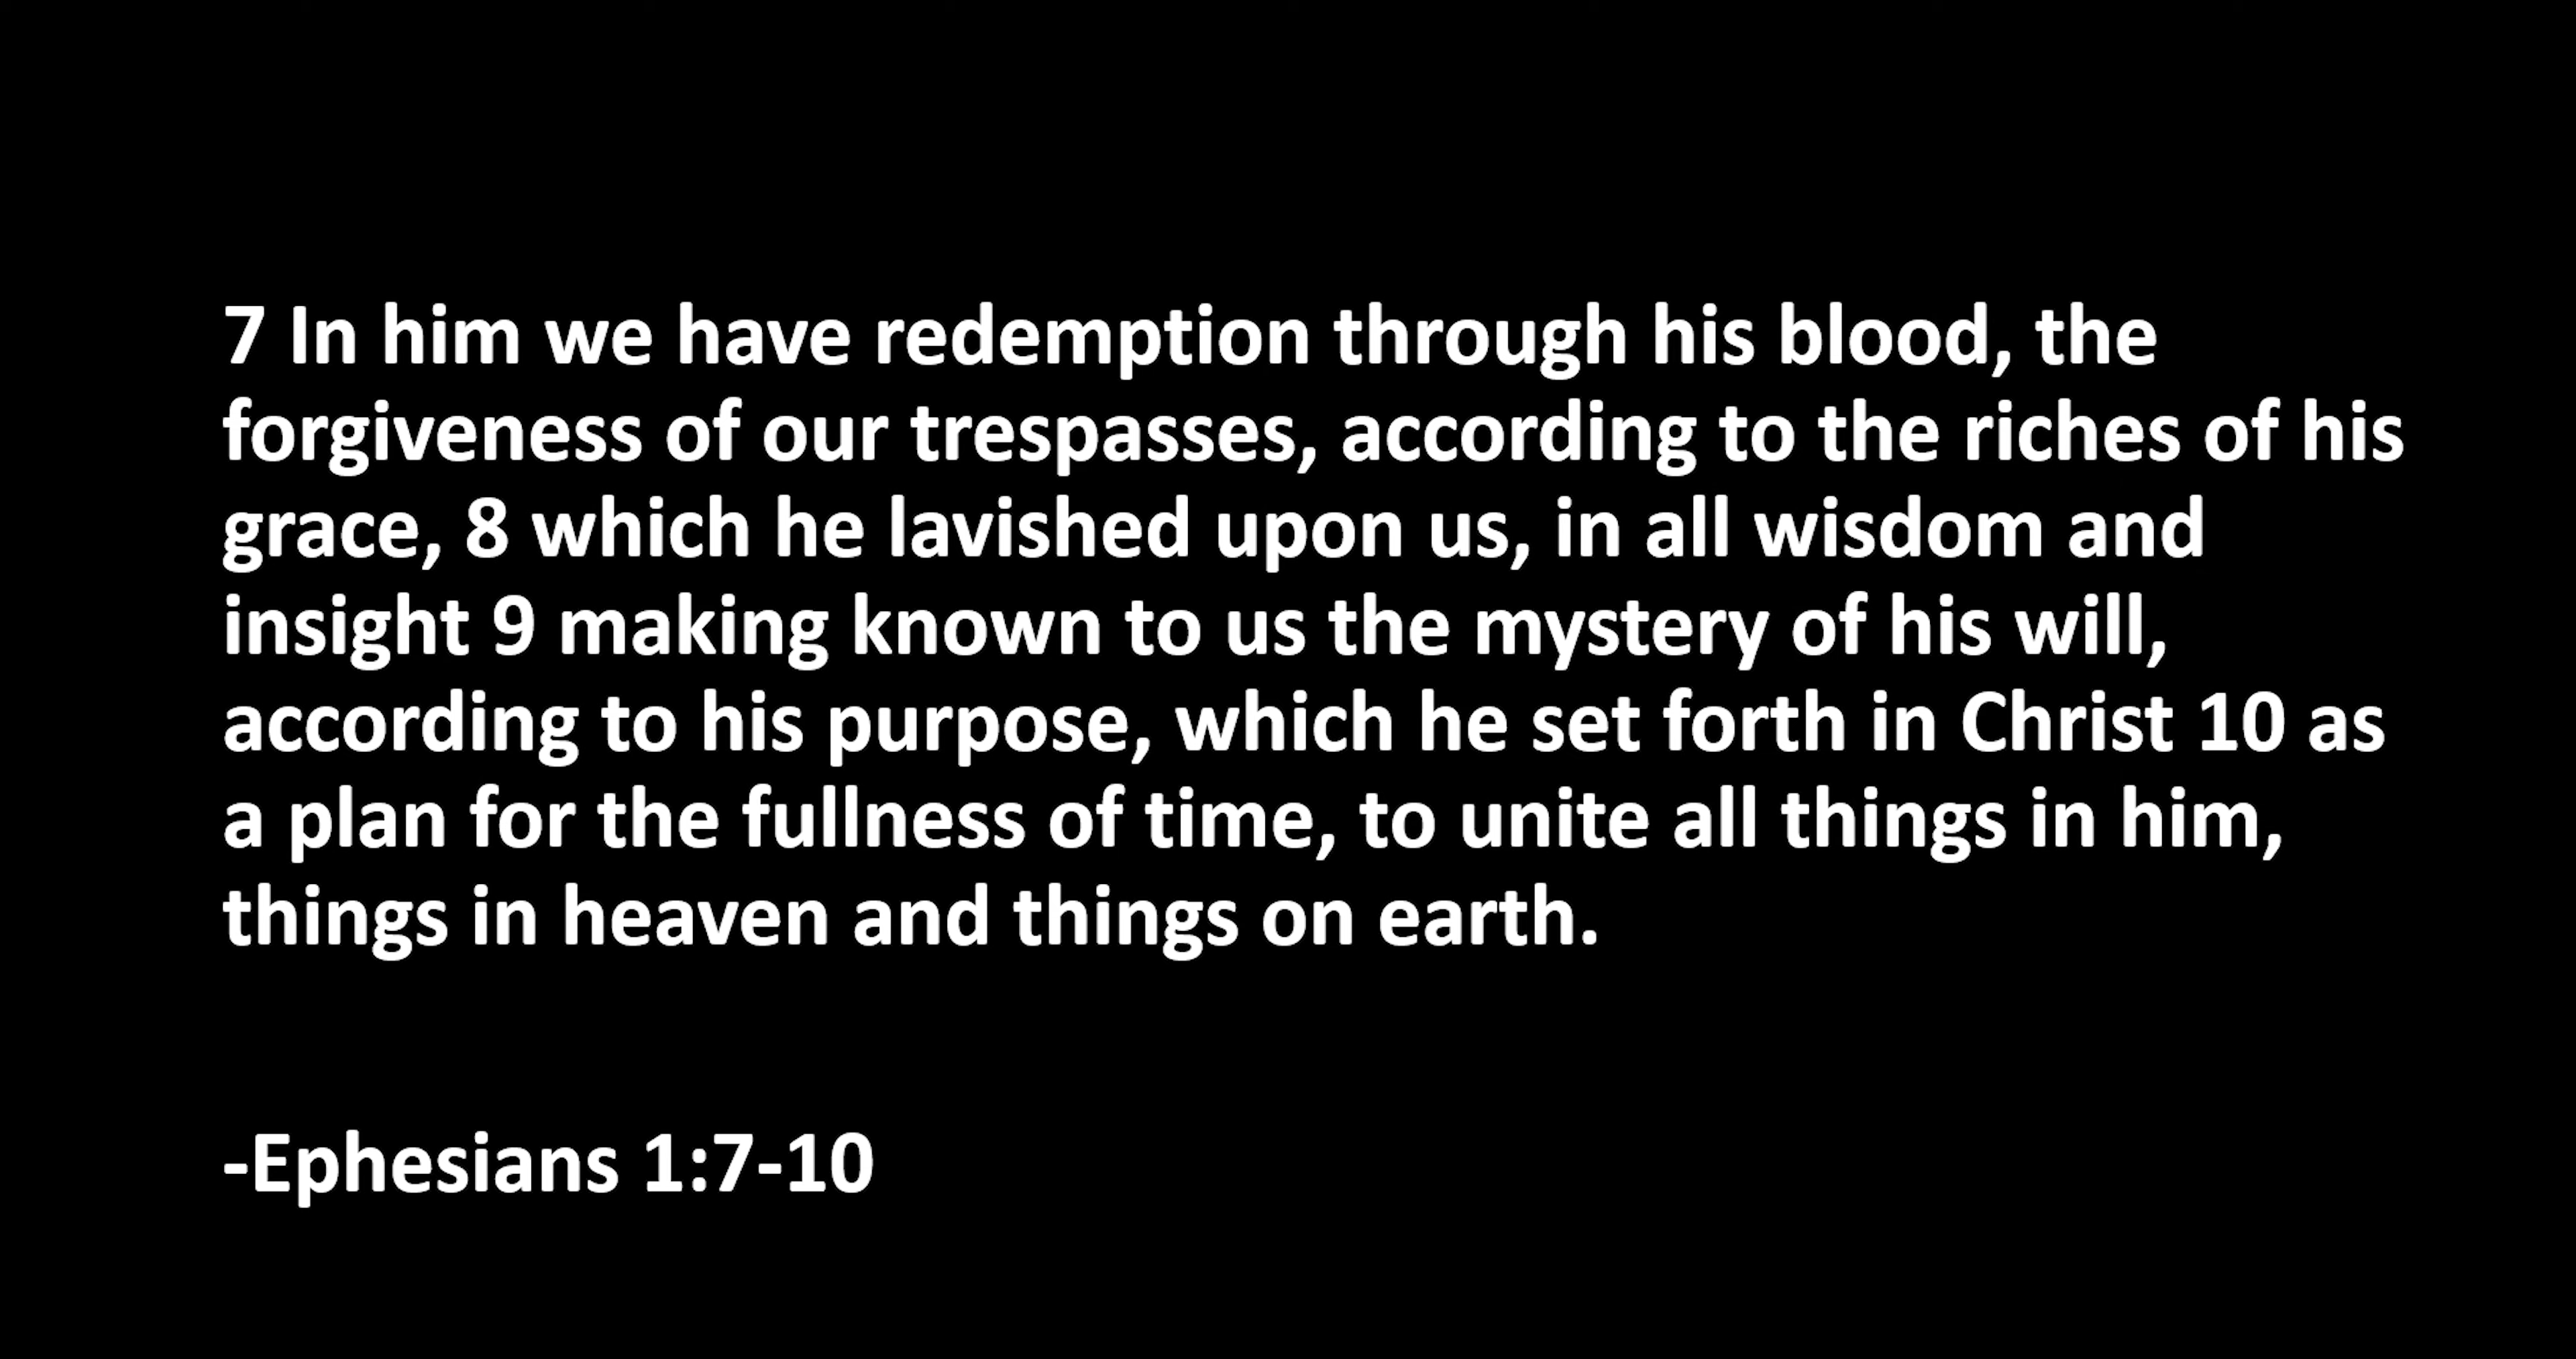 7 In him we have redemption through his blood, the
forgiveness of our trespasses, according to the riches of his
grace, 8 which he lavished upon us, in all wisdom and
insight 9 making known to us the mystery of his will,
according to his purpose, which he set forth in Christ 10 as
a plan for the fullness of time, to unite all things in him,
things in heaven and things on earth.
-Ephesians 1:7-10